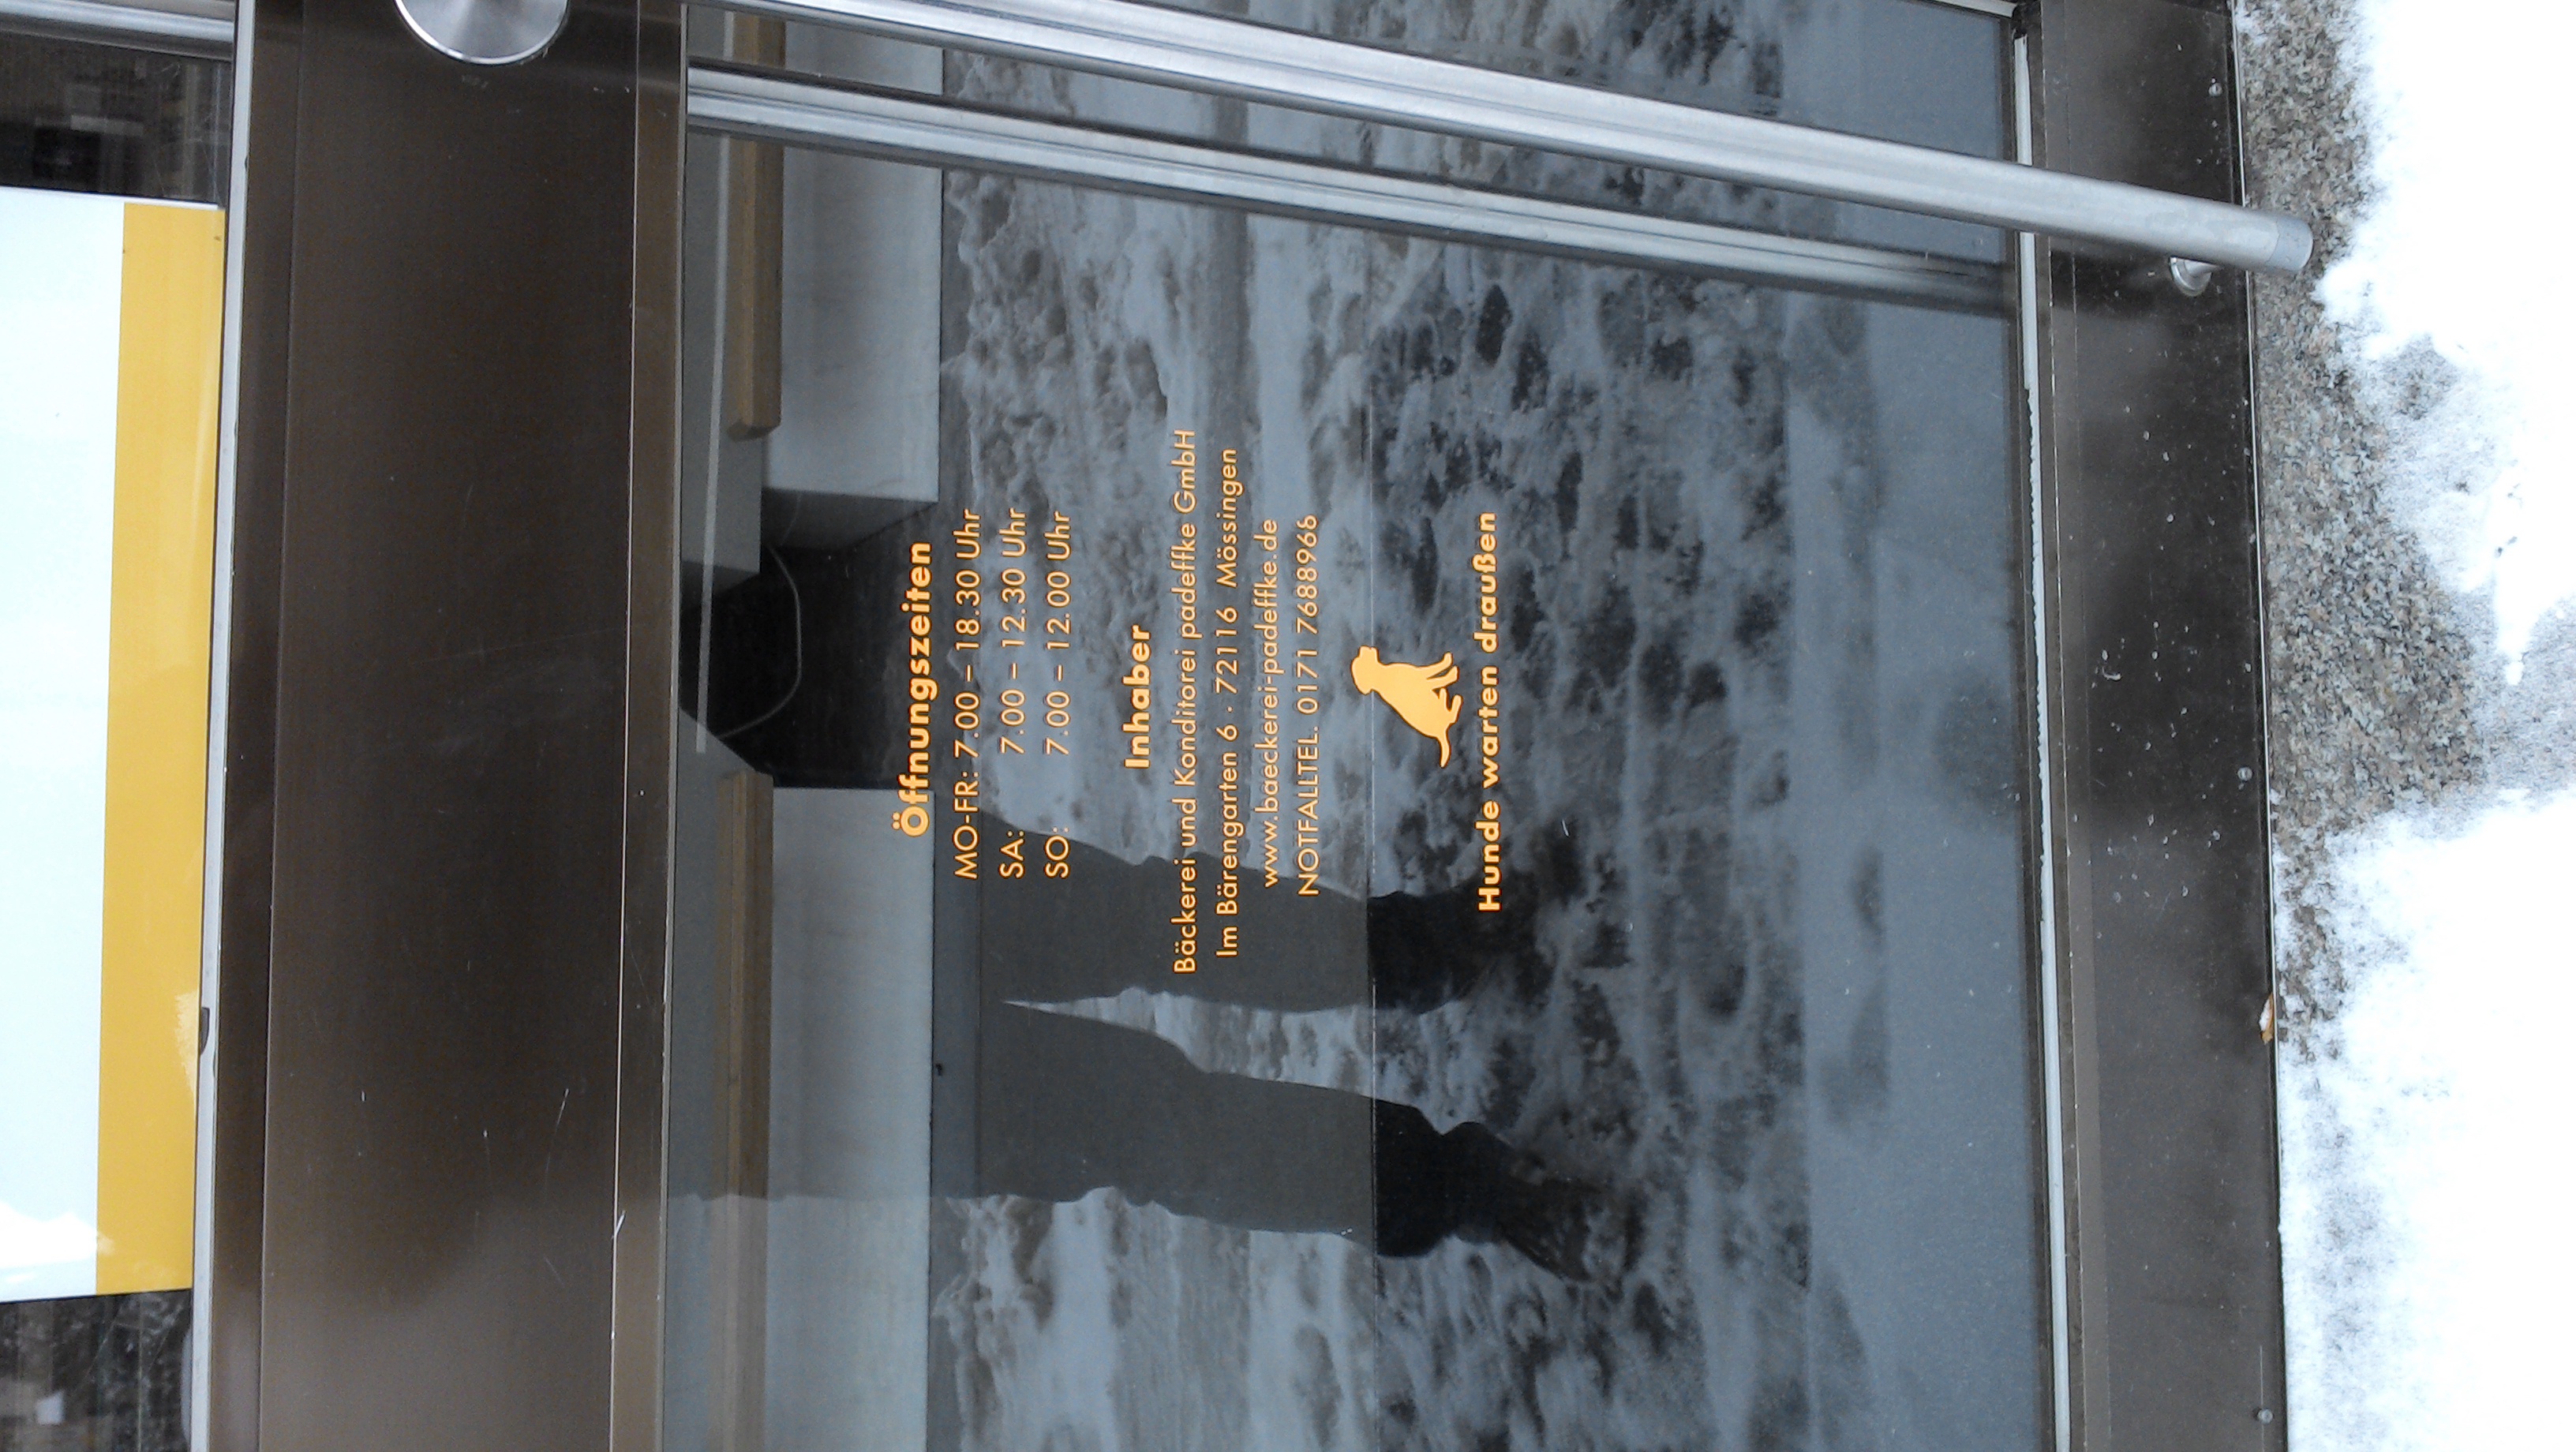 Öffnungszeiten
MO-FR: 7.00 – 18.30 Uhr
SA: 7.00 – 12.30 Uhr
SO: 7.00 – 12.00 Uhr
Inhaber
Bäckerei und Konditorei padeffke GmbH
Im Bärengarten 6 · 72116 Mössingen
www.baeckerei-padeffke.de
NOTFALLTEL. 0171 7688968
Hunde warten draußen